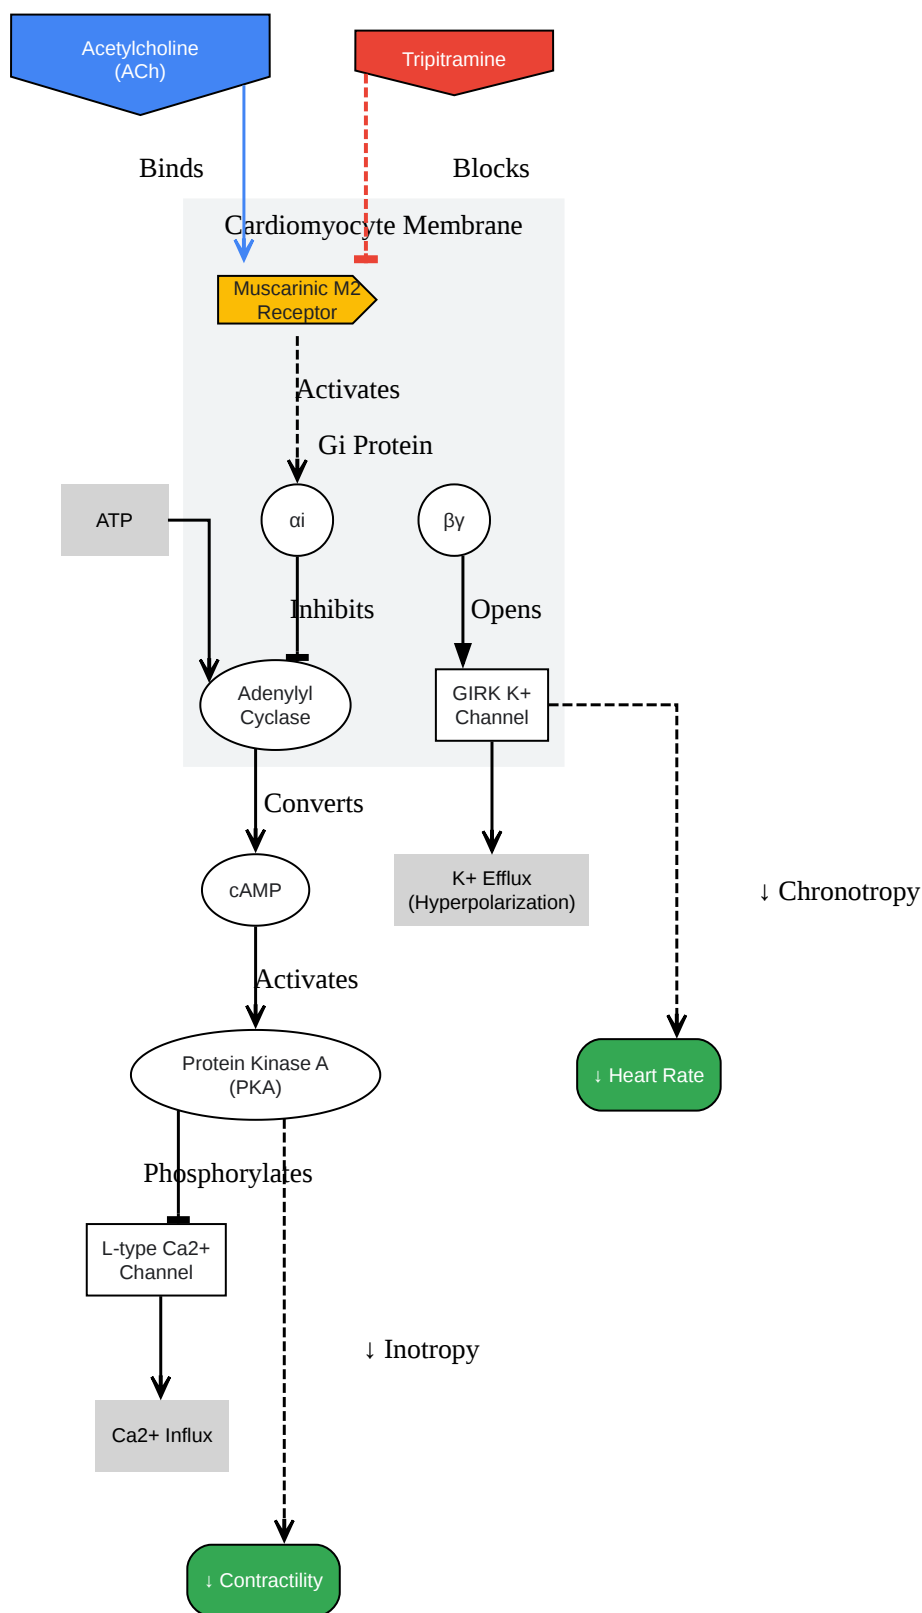 Acetylcholine
(ACh)
Tripitramine
Binds
Blocks
Cardiomyocyte Membrane
Muscarinic M2
Receptor
Activates
Gi Protein
ATP
αi
βγ
Inhibits
Opens
Adenylyl
Cyclase
GIRK K+
Channel
Converts
cAMP
K+ Efflux
(Hyperpolarization)
↓ Chronotropy
Activates
Protein Kinase A
(PKA)
↓ Heart Rate
Phosphorylates
L-type Ca2+
Channel
↓ Inotropy
Ca2+ Influx
↓ Contractility